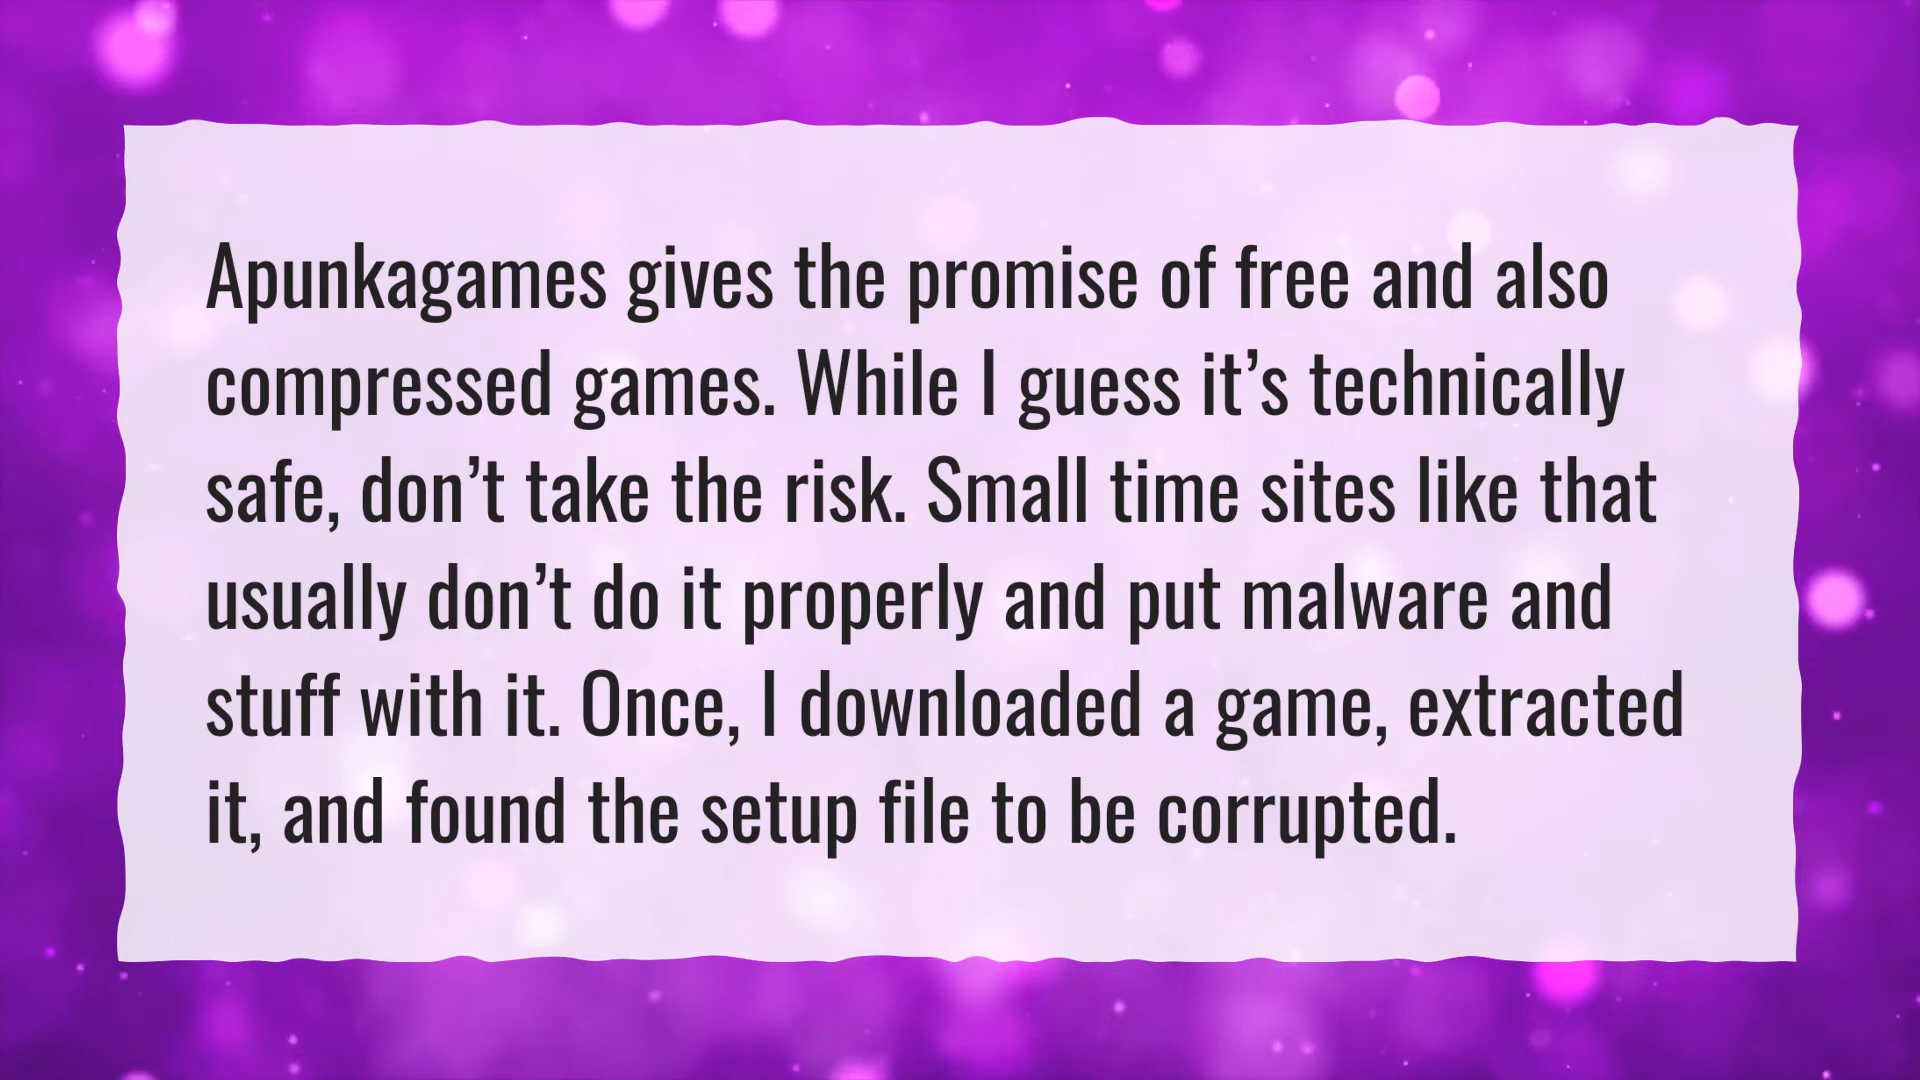 Apunkagames gives the promise of free and also
compressed games. While I guess it’s technically
safe, don’t take the risk. Small time sites like that
usually don’t do it properly and put malware and
stuff with it. Once, I downloaded a game, extracted
it, and found the setup file to be corrupted.